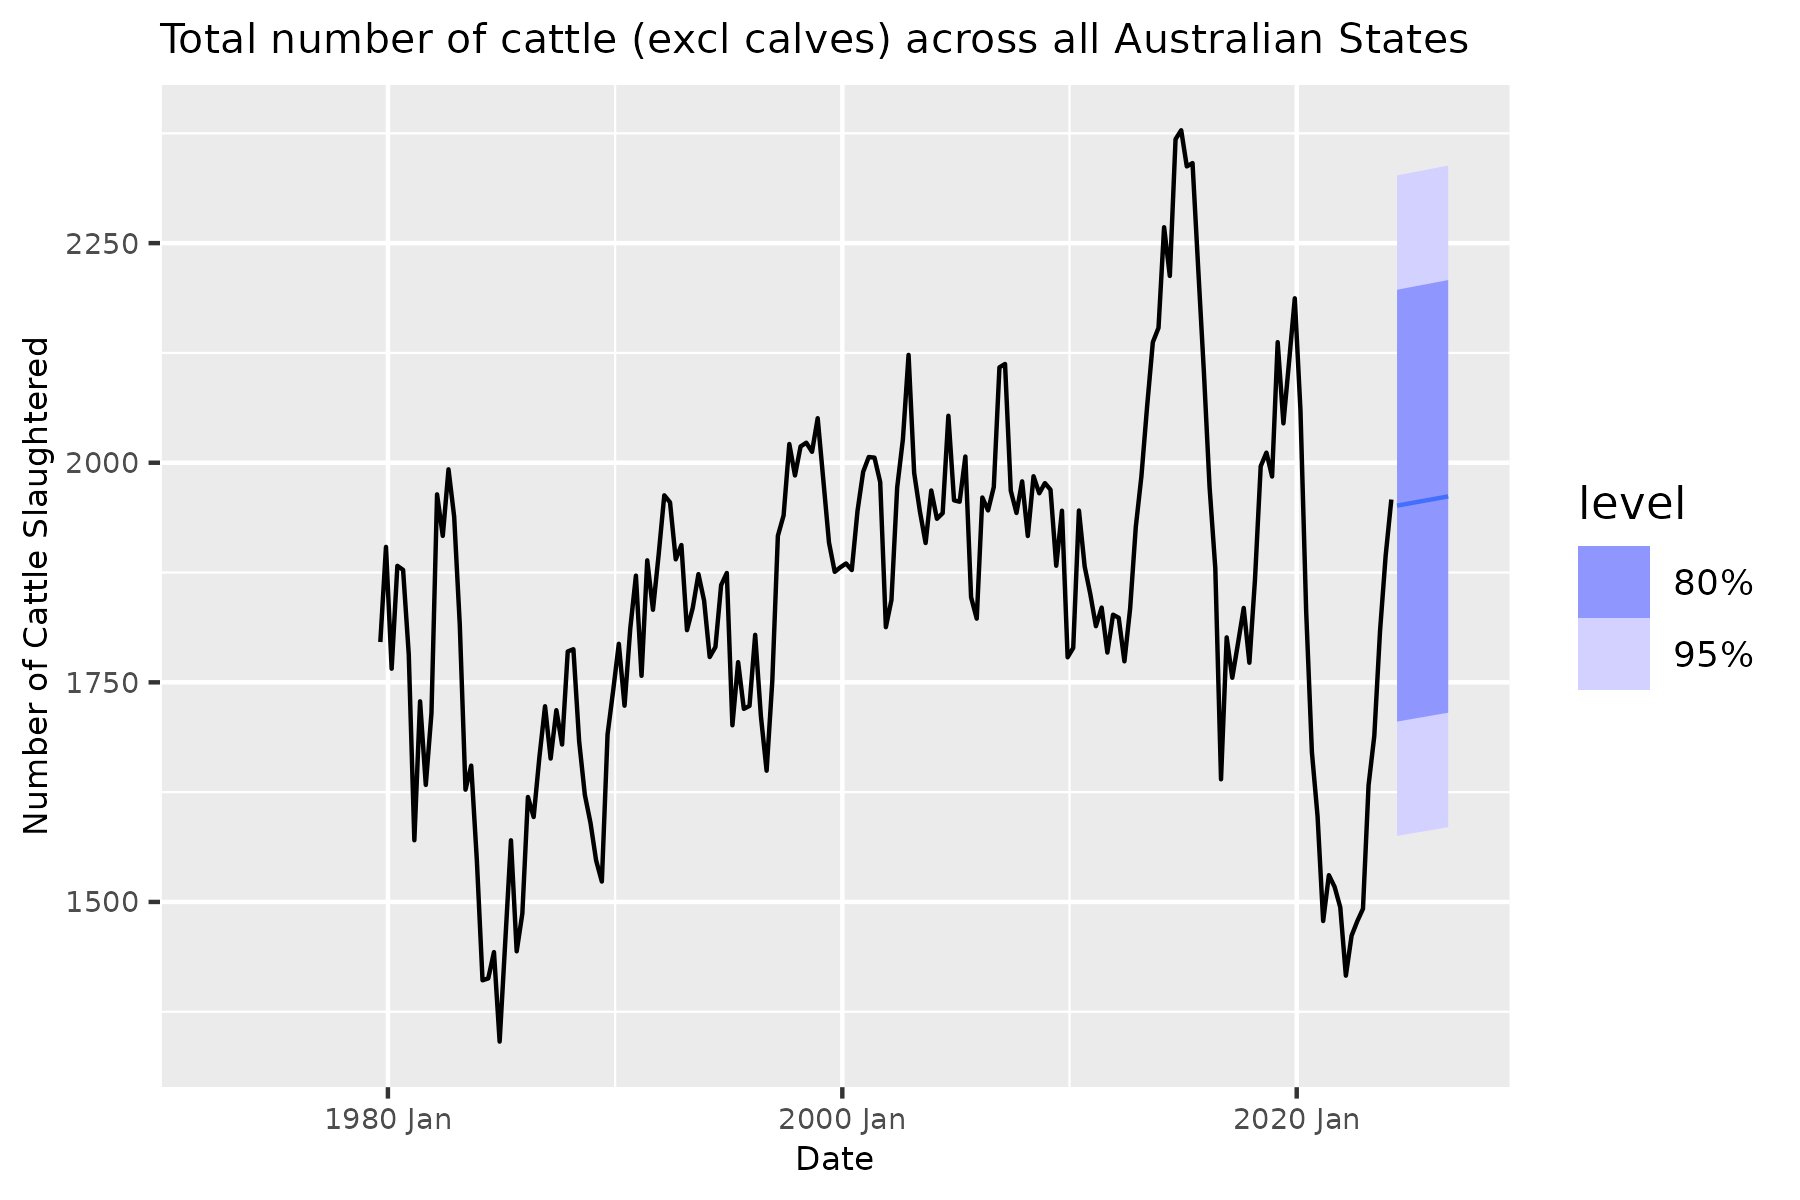 Total number of cattle (excl calves) across all Australian States
Number of Cattle Slaughtered
2250
2000
1750
1500
1980 Jan
2000 Jan
2020 Jan
Date
level
80%
95%